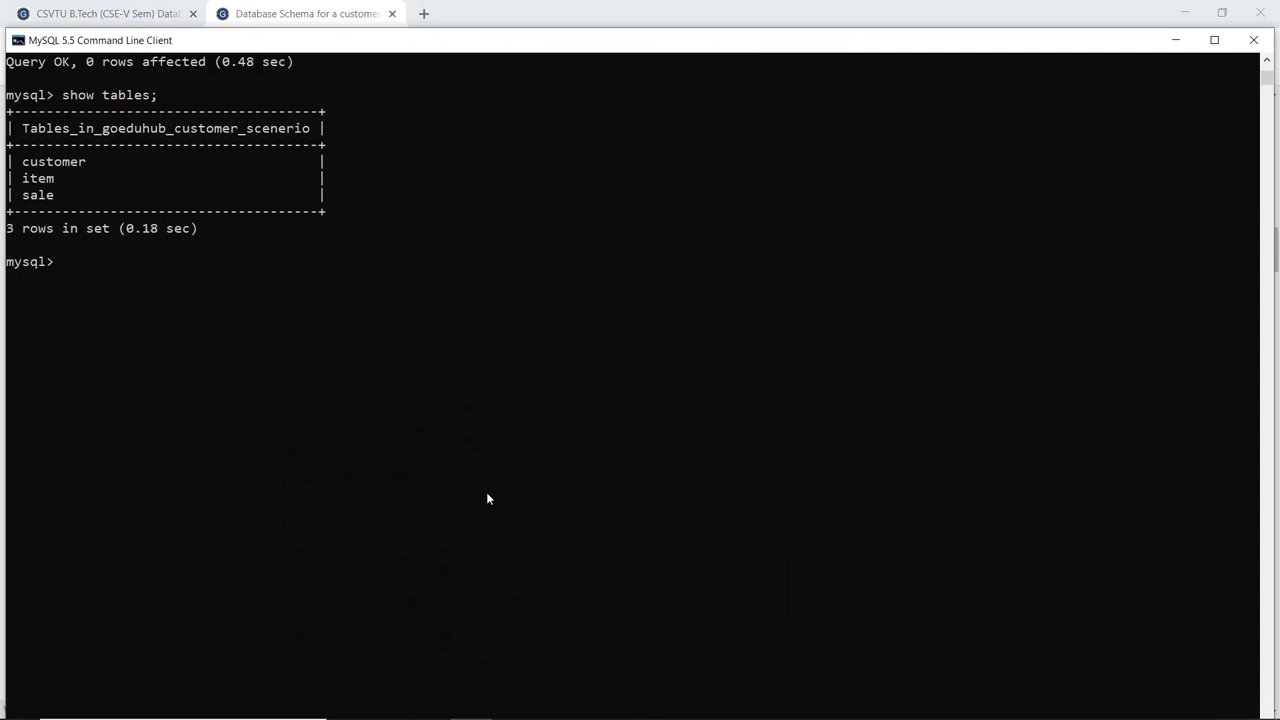 CSVTU B.Tech (CSE-V Sem) Datal
Database Schema for a customer
MySQL 5.5 Command Line Client
Query OK, 0 rows affected (0.48 sec)
mysql> show tables;
+--------------------------------------+
| Tables_in_goeduhub_customer_scenerio |
+--------------------------------------+
| customer                             |
| item                                 |
| sale                                 |
+--------------------------------------+
3 rows in set (0.18 sec)
mysql>